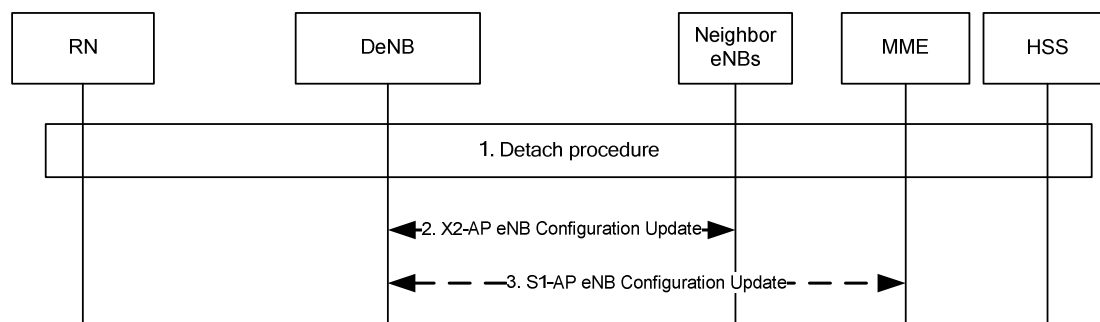 RN
DeNB
Neighbor
eNBs
MME
HSS
1. Detach procedure
2. X2-AP eNB Configuration Update
3. S1-AP eNB Configuration Update